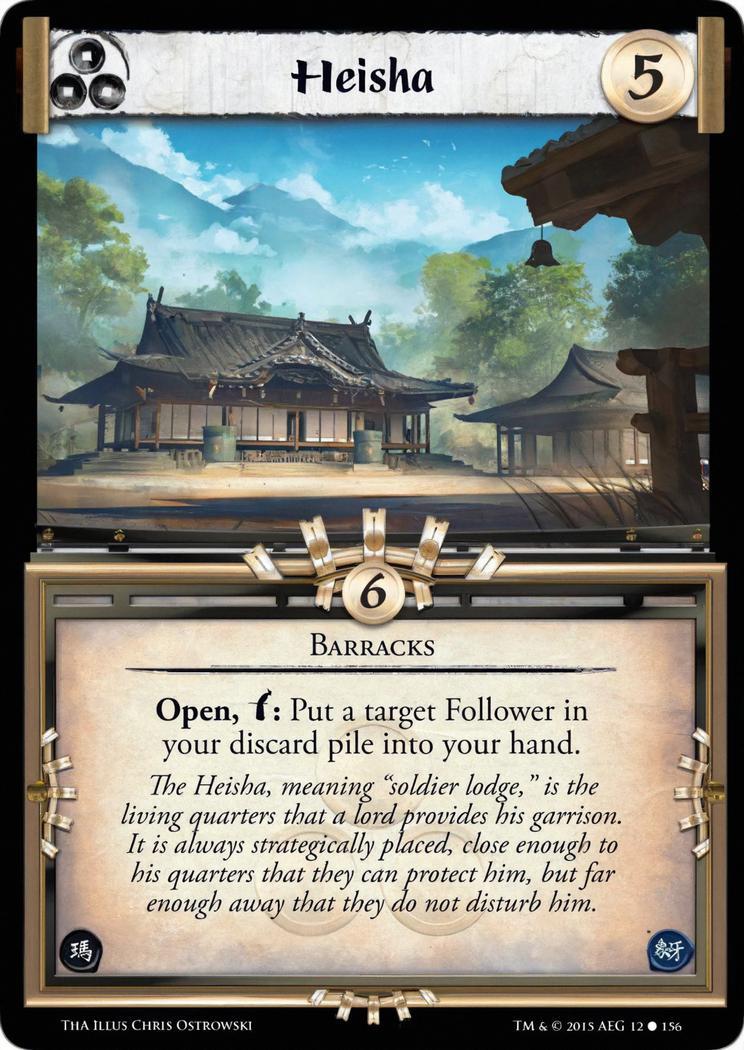 Heisha
5
6
Barracks
Open, : Put a target Follower in
your discard pile into your hand.
The Heisha, meaning “soldier lodge,” is the
living quarters that a lord provides his garrison.
It is always strategically placed, close enough to
his quarters that they can protect him, but far
enough away that they do not disturb him.
瑪
象牙
ThA Illus Chris Ostrowski
TM & © 2015 AEG 12 ● 156